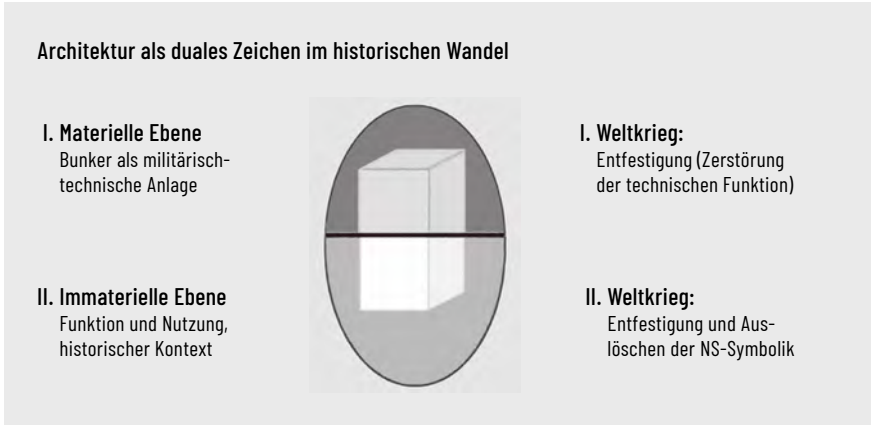 Architektur als duales Zeichen im historischen Wandel
I. Materielle Ebene
Bunker als militärisch-
technische Anlage
II. Immaterielle Ebene
Funktion und Nutzung,
historischer Kontext
I. Weltkrieg:
Entfestigung (Zerstörung
der technischen Funktion)
II. Weltkrieg:
Entfestigung und Aus-
löschen der NS-Symbolik